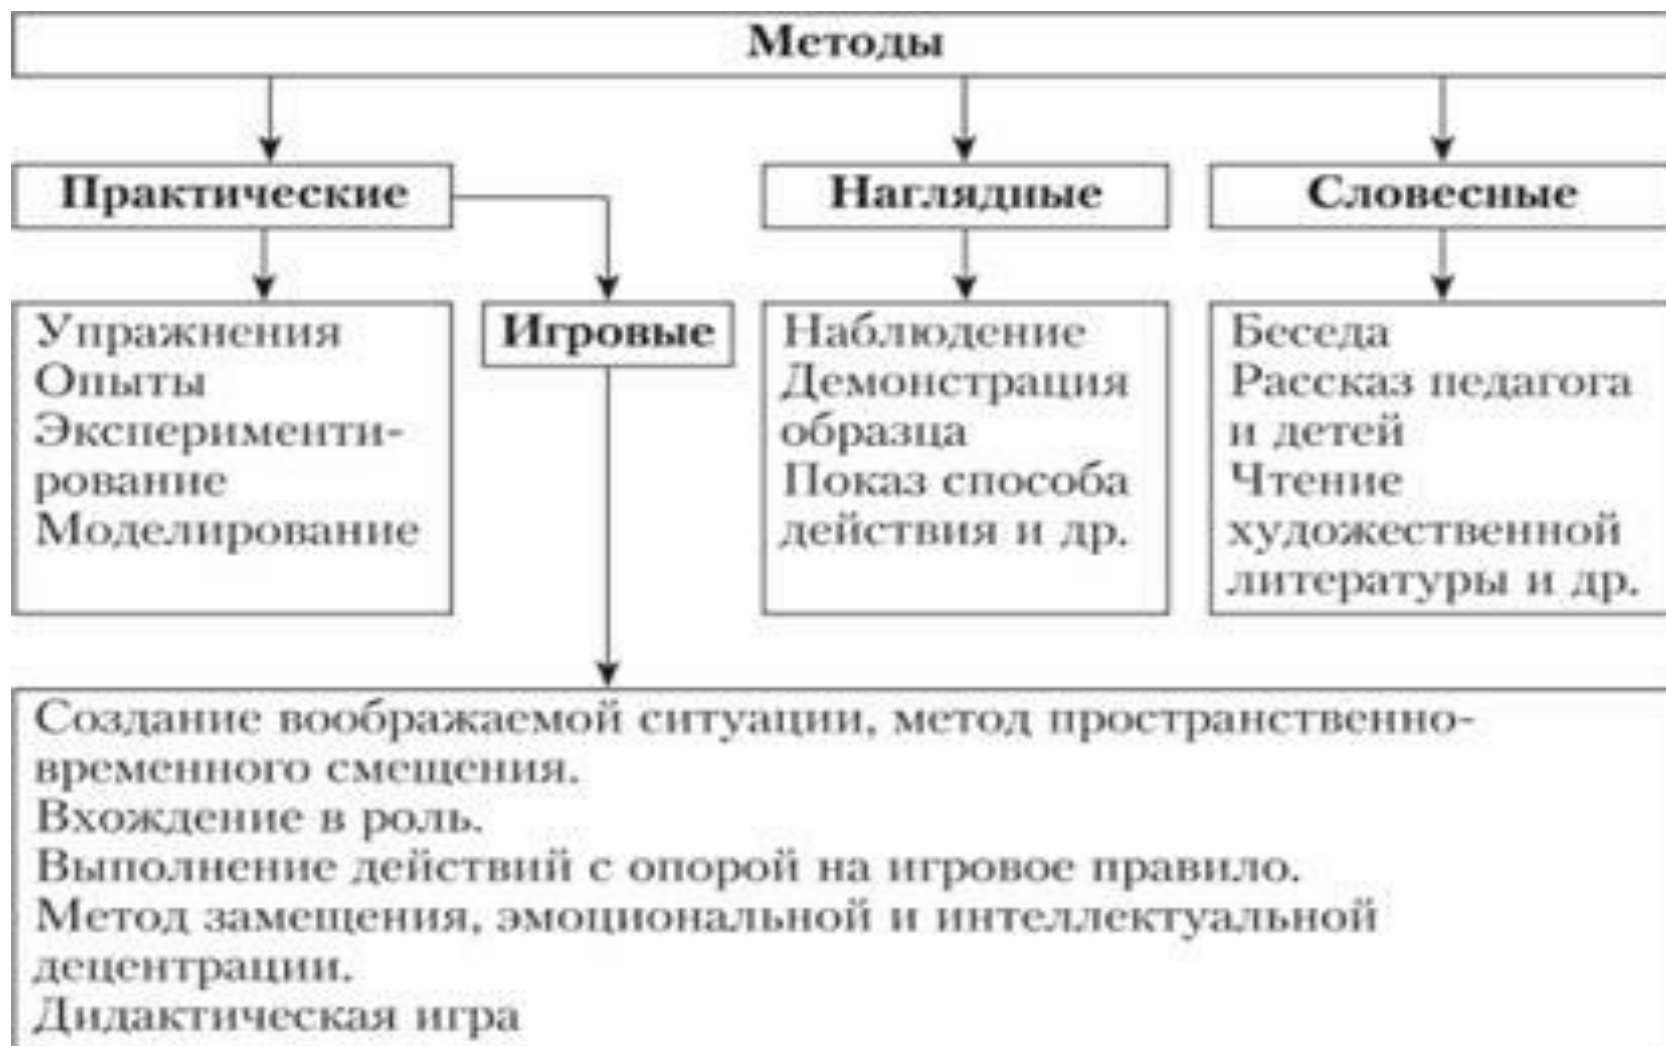 Методы
Практические
Наглядные
Словесные
Упражнения
Опыты
Эксперименти-
рование
Моделирование
Игровые
Наблюдение
Демонстрация
образца
Показ способа
действия и др.
Беседа
Рассказ педагога
и детей
Чтение
художественной
литературы и др.
Создание воображаемой ситуации, метод пространственно-
временного смещения.
Вхождение в роль.
Выполнение действий с опорой на игровое правило.
Метод замещения, эмоциональной и интеллектуальной
децентрации.
Дидактическая игра